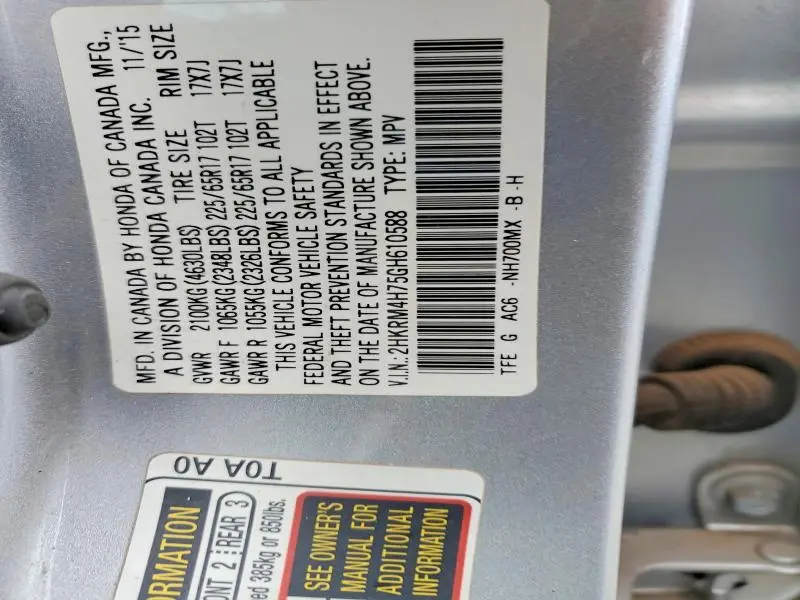 MFD. IN CANADA BY HONDA OF CANADA MFG.,
A DIVISION OF HONDA CANADA INC. 11/'15
GVWR 2100KG(4630LBS) TIRE SIZE RIM SIZE
GAWR F 1065KG(2348LBS) 225/65R17 102T 17X7J
GAWR R 1055KG(2326LBS) 225/65R17 102T 17X7J
THIS VEHICLE CONFORMS TO ALL APPLICABLE
FEDERAL MOTOR VEHICLE SAFETY
AND THEFT PREVENTION STANDARDS IN EFFECT
ON THE DATE OF MANUFACTURE SHOWN ABOVE.
V.I.N.:2HKRM4H75GH610588 TYPE: MPV
TFE G AC6 -NH700MX -B -H
T0A A0
ORMATION
ONT 2 REAR 3
ed 385kg or 850lbs.
SEE OWNER'S
MANUAL FOR
ADDITIONAL
INFORMATION